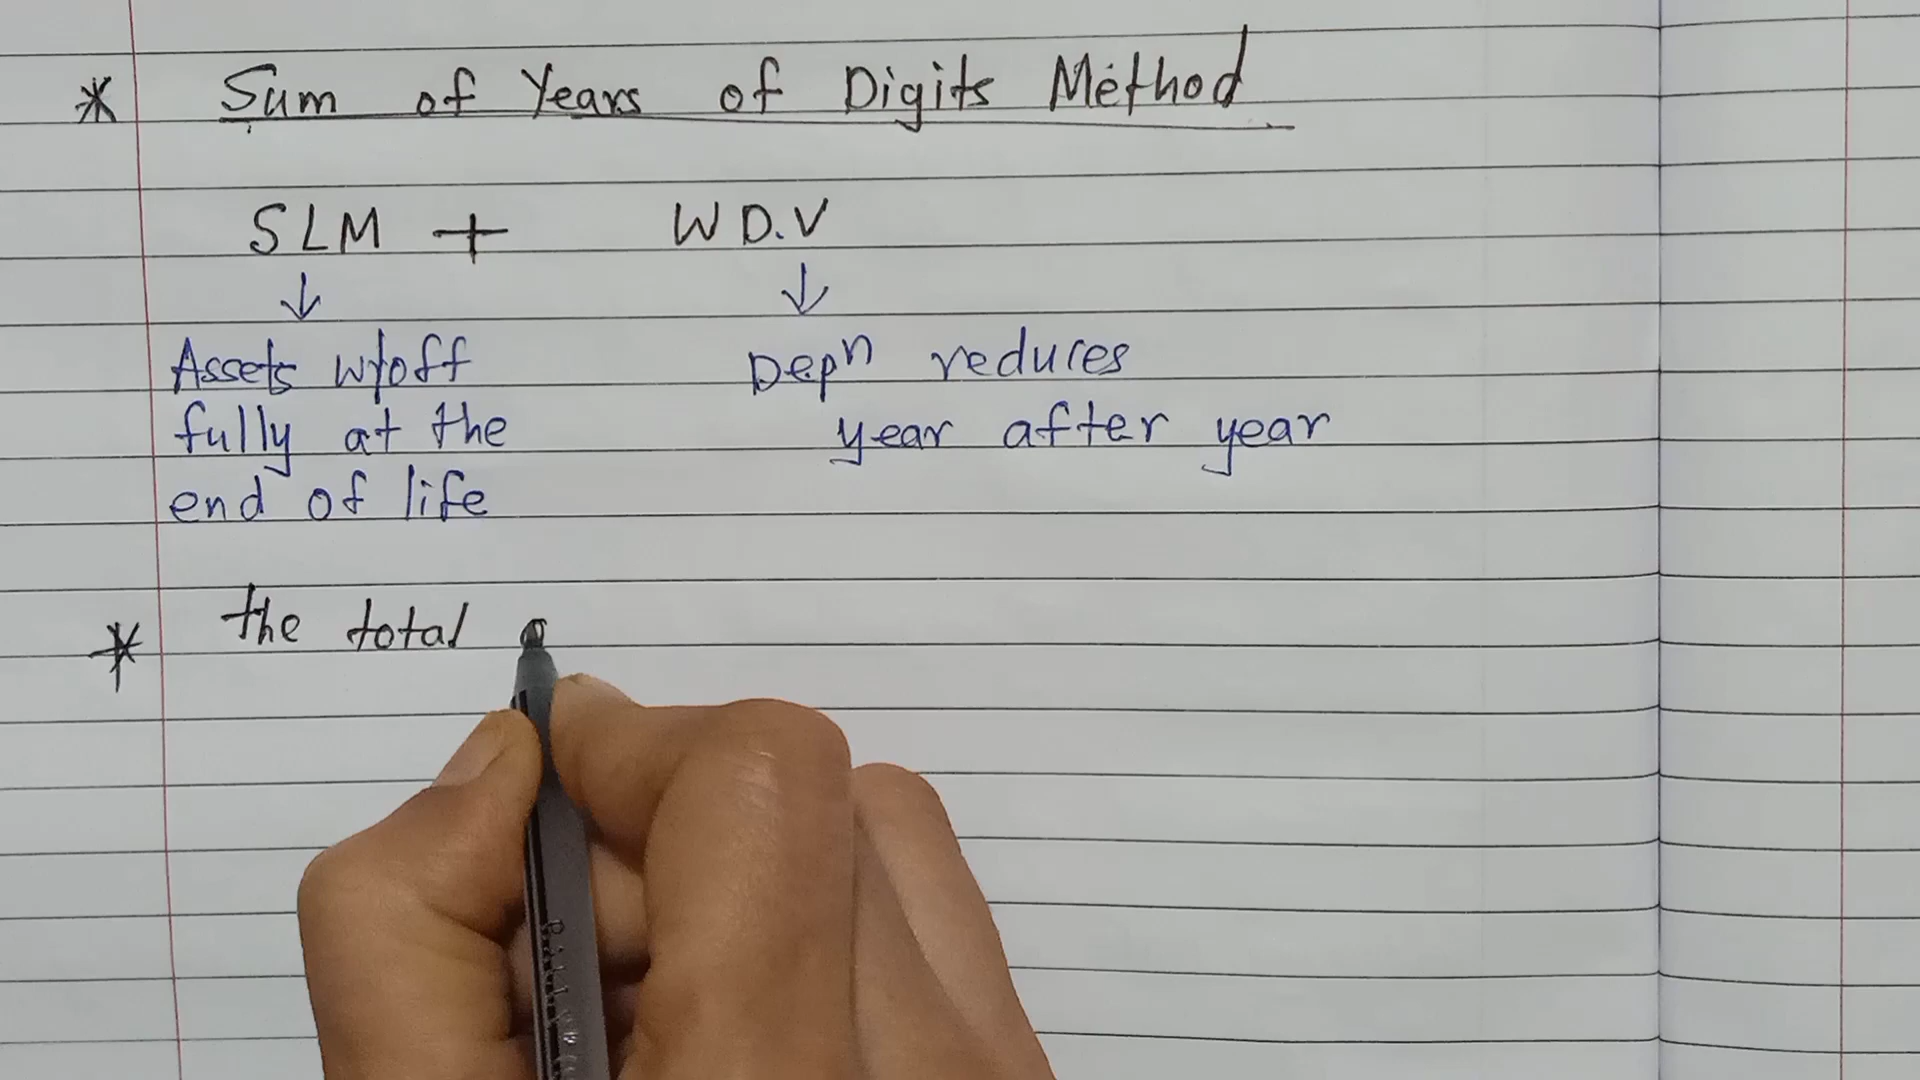 * Sum of Years of Digits Method
SLM + W D.V
↓ ↓
Assets w/off Depⁿ reduces
fully at the year after year
end of life
* the total